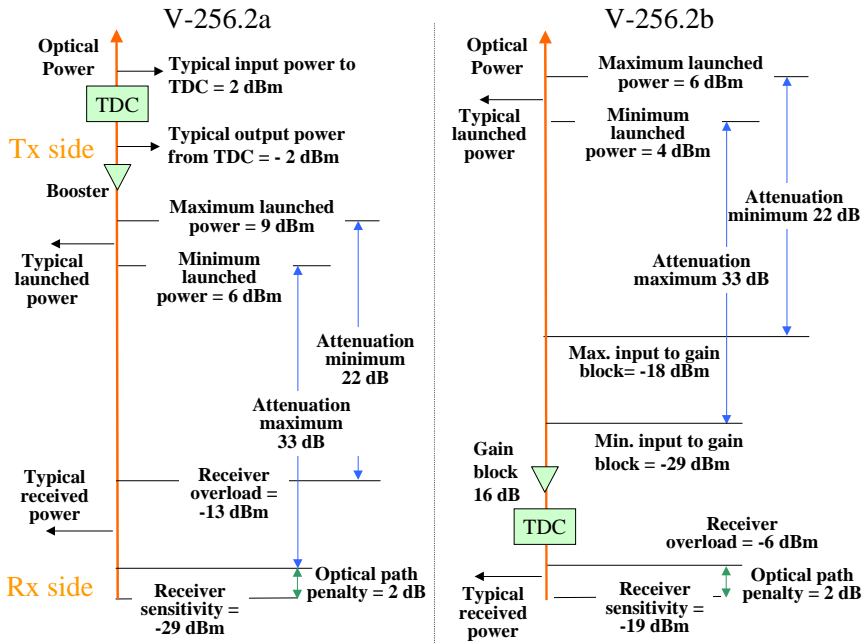 V-256.2a
Optical
Power
Typical input power to
TDC = 2 dBm
TDC
Tx side
Typical output power
from TDC = - 2 dBm
Booster
Maximum launched
power = 9 dBm
Typical
launched
power
Minimum launched
power = 6 dBm
Attenuation
minimum
22 dB
Attenuation
maximum
33 dB
Typical
received
power
Receiver
overload =
-13 dBm
Rx side
Receiver
sensitivity =
-29 dBm
Optical path
penalty = 2 dB
V-256.2b
Optical
Power
Maximum launched
power = 6 dBm
Typical
launched
power
Minimum
launched
power = 4 dBm
Attenuation
minimum 22 dB
Attenuation
maximum 33 dB
Max. input to gain
block= -18 dBm
Min. input to gain
block = -29 dBm
Gain
block
16 dB
TDC
Receiver
overload = -6 dBm
Typical
received power
Receiver
sensitivity =
-19 dBm
Optical path
penalty = 2 dB